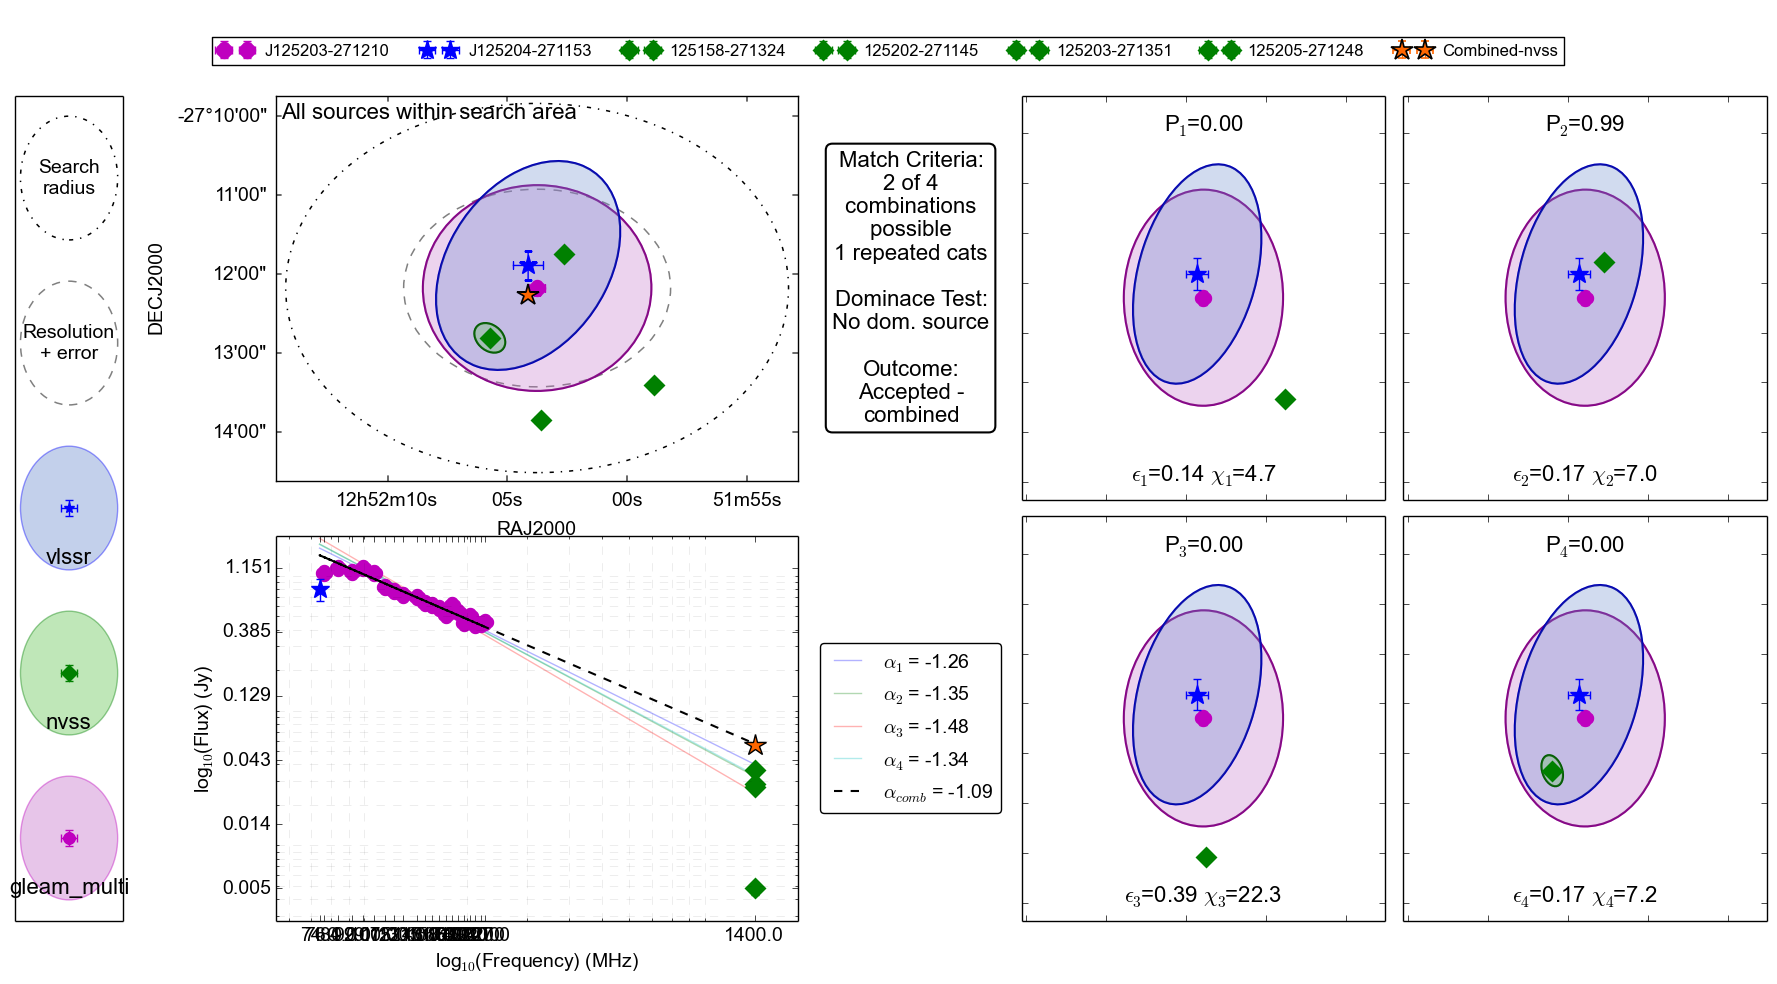 J125203-271210 J125204-271153 125158-271324 125202-271145 125203-271351 125205-271248 Combined-nvss
Search
radius
Resolution
+ error
vlssr
nvss
gleam_multi
All sources within search area
DECJ2000
-27°10'00"
11'00"
12'00"
13'00"
14'00"
12h52m10s 05s 00s 51m55s
RAJ2000
Match Criteria:
2 of 4
combinations
possible
1 repeated cats
Dominace Test:
No dom. source
Outcome:
Accepted -
combined
P₁=0.00
ϵ₁=0.14 χ₁=4.7
P₂=0.99
ϵ₂=0.17 χ₂=7.0
log₁₀(Flux) (Jy)
1.151
0.385
0.129
0.043
0.014
0.005
1400.0
log₁₀(Frequency) (MHz)
α₁ = -1.26
α₂ = -1.35
α₃ = -1.48
α₄ = -1.34
α_comb = -1.09
P₃=0.00
ϵ₃=0.39 χ₃=22.3
P₄=0.00
ϵ₄=0.17 χ₄=7.2